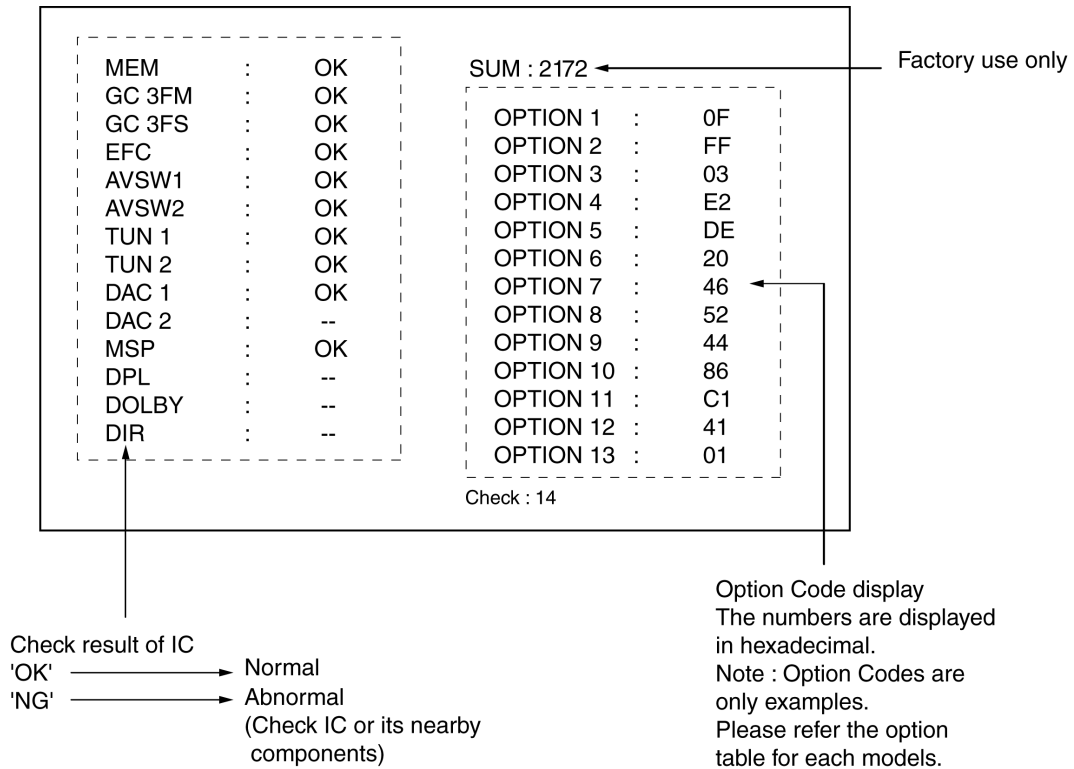 MEM : OK
GC 3FM : OK
GC 3FS : OK
EFC : OK
AVSW1 : OK
AVSW2 : OK
TUN 1 : OK
TUN 2 : OK
DAC 1 : OK
DAC 2 : --
MSP : OK
DPL : --
DOLBY : --
DIR : --
SUM : 2172
Factory use only
OPTION 1 : 0F
OPTION 2 : FF
OPTION 3 : 03
OPTION 4 : E2
OPTION 5 : DE
OPTION 6 : 20
OPTION 7 : 46
OPTION 8 : 52
OPTION 9 : 44
OPTION 10 : 86
OPTION 11 : C1
OPTION 12 : 41
OPTION 13 : 01
Check : 14
Check result of IC
'OK' Normal
'NG' Abnormal
(Check IC or its nearby
components)
Option Code display
The numbers are displayed
in hexadecimal.
Note : Option Codes are
only examples.
Please refer the option
table for each models.